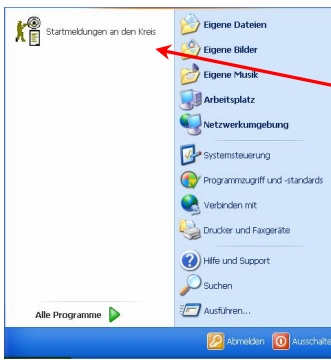 Startmeldungen an den Kreis
Alle Programme
Eigene Dateien
Eigene Bilder
Eigene Musik
Arbeitsplatz
Netzwerkumgebung
Systemsteuerung
Programmzugriff und -standards
Verbinden mit
Drucker und Faxgeräte
Hilfe und Support
Suchen
Ausführen...
Abmelden
Ausschalte